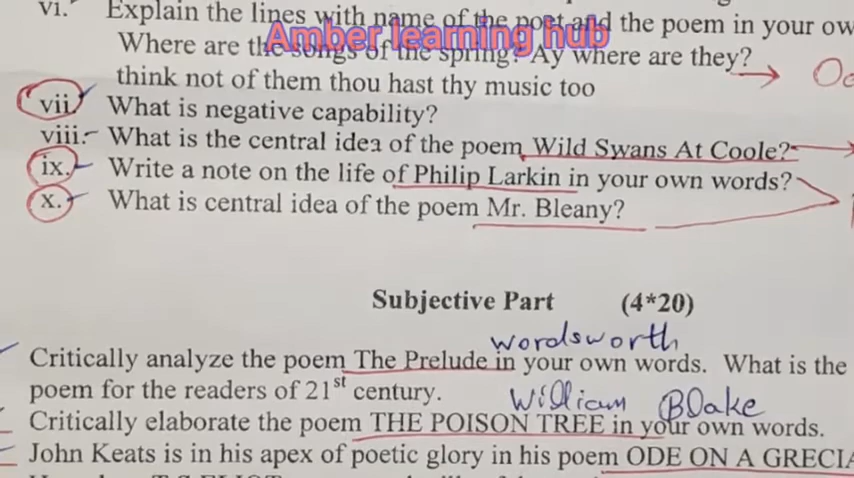 vi. Explain the lines with name of the poet and the poem in your ow
Amber learning hub
Where are the songs of the spring? Ay where are they?
think not of them thou hast thy music too
vii. What is negative capability?
viii. What is the central idea of the poem Wild Swans At Coole?
ix. Write a note on the life of Philip Larkin in your own words?
x. What is central idea of the poem Mr. Bleany?
Subjective Part (4*20)
wordsworth
Critically analyze the poem The Prelude in your own words. What is the
poem for the readers of 21st century.
William Blake
Critically elaborate the poem THE POISON TREE in your own words.
John Keats is in his apex of poetic glory in his poem ODE ON A GRECIA